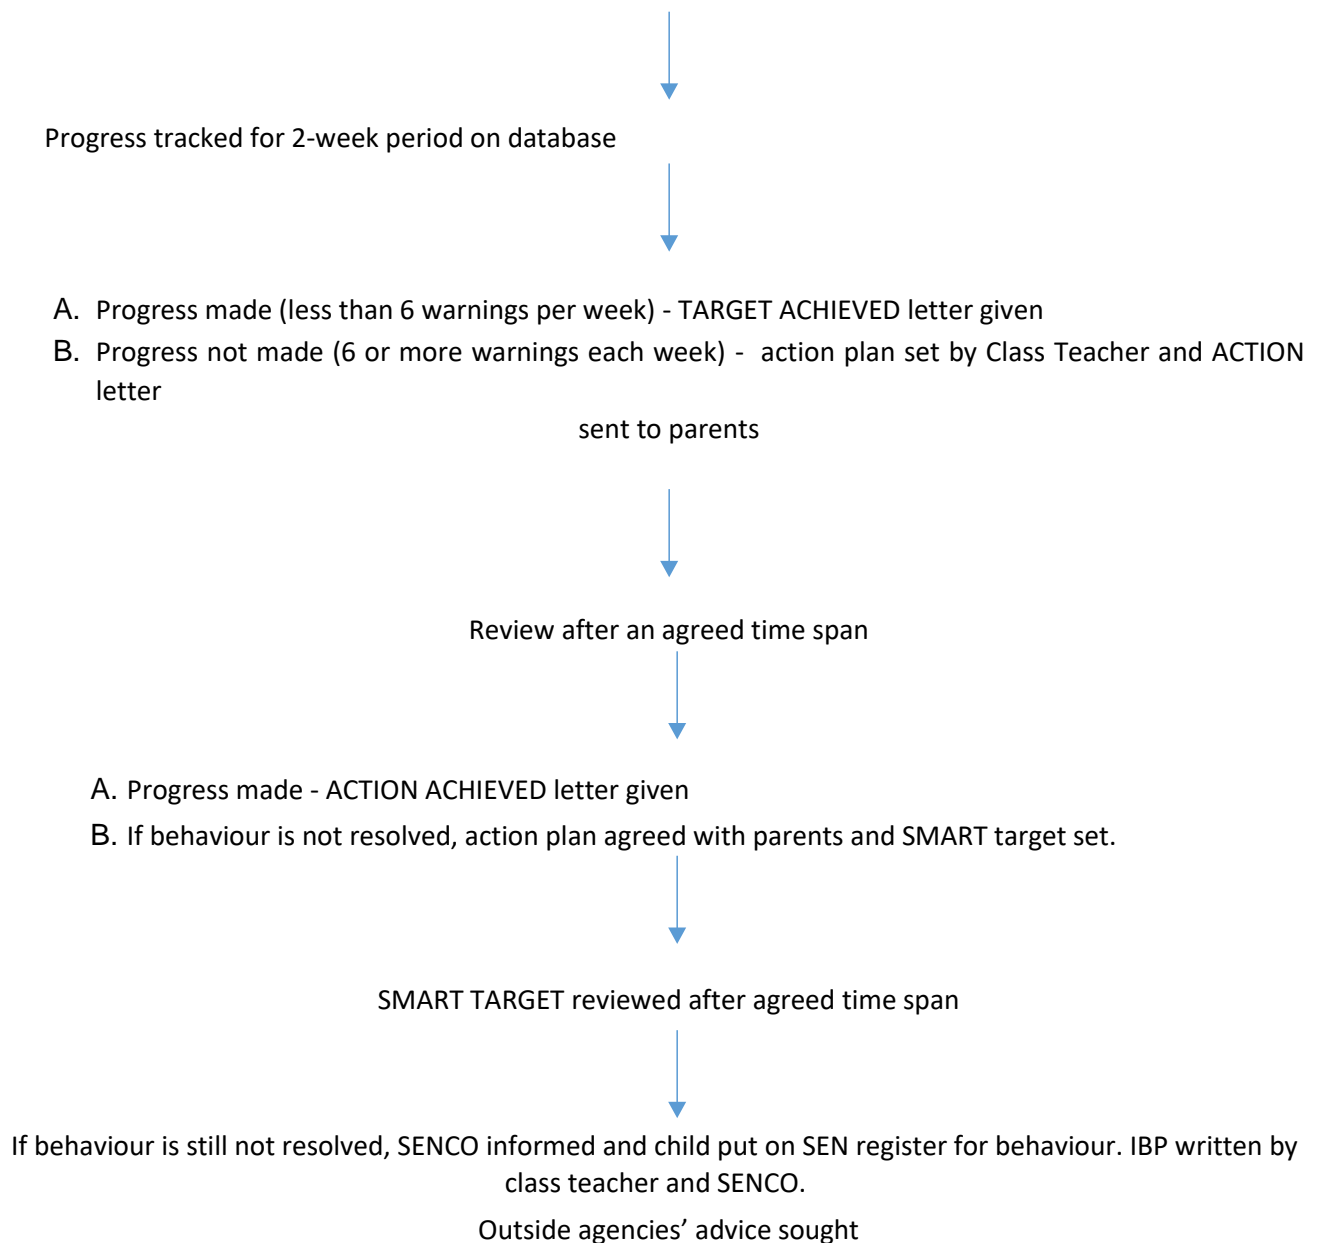 Progress tracked for 2-week period on database
A. Progress made (less than 6 warnings per week) - TARGET ACHIEVED letter given
B. Progress not made (6 or more warnings each week) - action plan set by Class Teacher and ACTION
letter
sent to parents
Review after an agreed time span
A. Progress made - ACTION ACHIEVED letter given
B. If behaviour is not resolved, action plan agreed with parents and SMART target set.
SMART TARGET reviewed after agreed time span
If behaviour is still not resolved, SENCO informed and child put on SEN register for behaviour. IBP written by
class teacher and SENCO.
Outside agencies’ advice sought